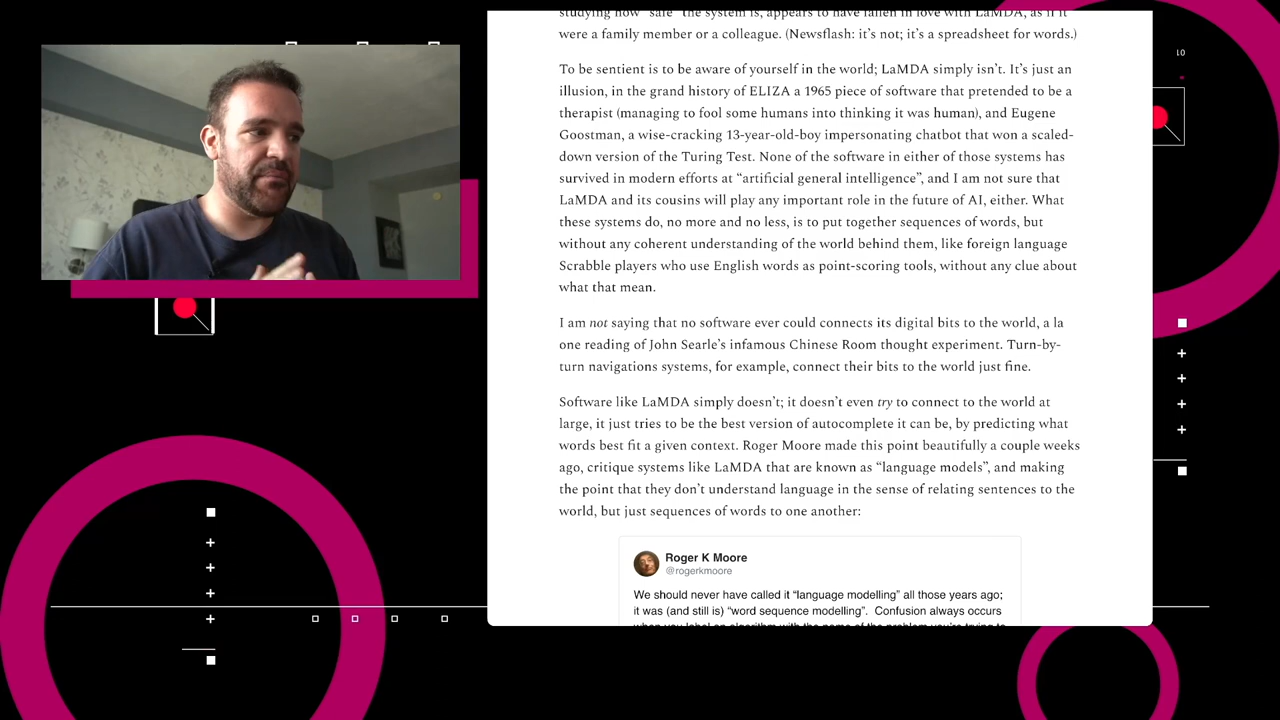 studying how “safe” the system is, appears to have fallen in love with LaMDA, as if it
were a family member or a colleague. (Newsflash: it’s not; it’s a spreadsheet for words.)
To be sentient is to be aware of yourself in the world; LaMDA simply isn’t. It’s just an
illusion, in the grand history of ELIZA a 1965 piece of software that pretended to be a
therapist (managing to fool some humans into thinking it was human), and Eugene
Goostman, a wise-cracking 13-year-old-boy impersonating chatbot that won a scaled-
down version of the Turing Test. None of the software in either of those systems has
survived in modern efforts at “artificial general intelligence”, and I am not sure that
LaMDA and its cousins will play any important role in the future of AI, either. What
these systems do, no more and no less, is to put together sequences of words, but
without any coherent understanding of the world behind them, like foreign language
Scrabble players who use English words as point-scoring tools, without any clue about
what that mean.
I am not saying that no software ever could connects its digital bits to the world, a la
one reading of John Searle’s infamous Chinese Room thought experiment. Turn-by-
turn navigations systems, for example, connect their bits to the world just fine.
Software like LaMDA simply doesn’t; it doesn’t even try to connect to the world at
large, it just tries to be the best version of autocomplete it can be, by predicting what
words best fit a given context. Roger Moore made this point beautifully a couple weeks
ago, critique systems like LaMDA that are known as “language models”, and making
the point that they don’t understand language in the sense of relating sentences to the
world, but just sequences of words to one another:
Roger K Moore
@rogerkmoore
We should never have called it “language modelling” all those years ago;
it was (and still is) “word sequence modelling”. Confusion always occurs
when you label an algorithm with the name of the problem you’re trying to
10